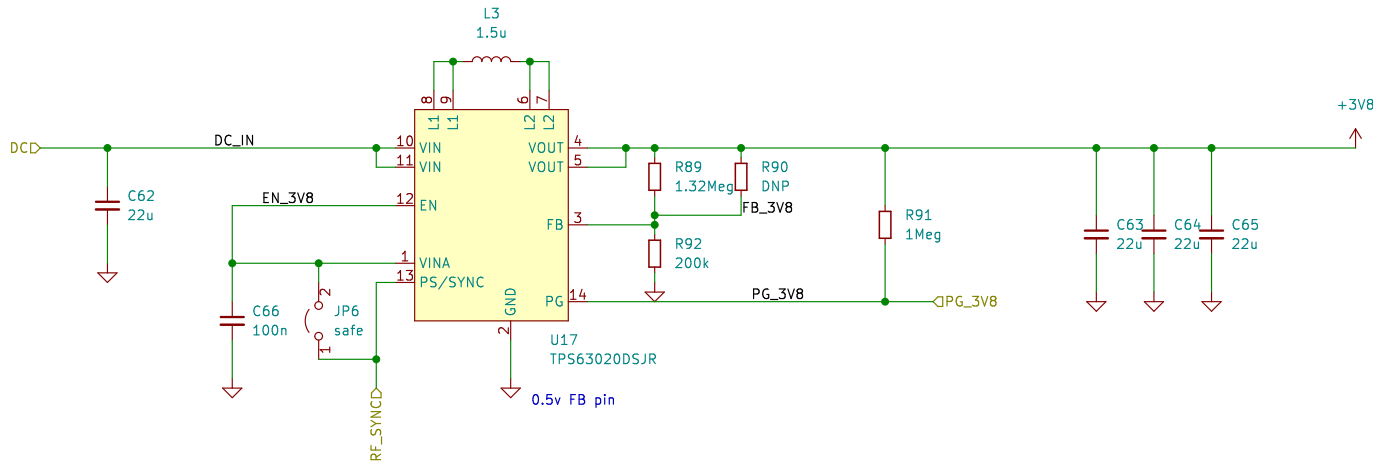 L3
1.5u
8
9
6
7
L1
L1
L2
L2
+3V8
DC
DC_IN
10
VIN
VOUT
4
11
VIN
VOUT
5
R89
1.32Meg
R90
DNP
C62
22u
EN_3V8
12
EN
FB_3V8
FB
3
R91
1Meg
C63
22u
C64
22u
C65
22u
R92
200k
1
VINA
13
PS/SYNC
2
JP6
safe
1
C66
100n
GND
2
PG
14
PG_3V8
PG_3V8
U17
TPS63020DSJR
0.5v FB pin
RF_SYNC